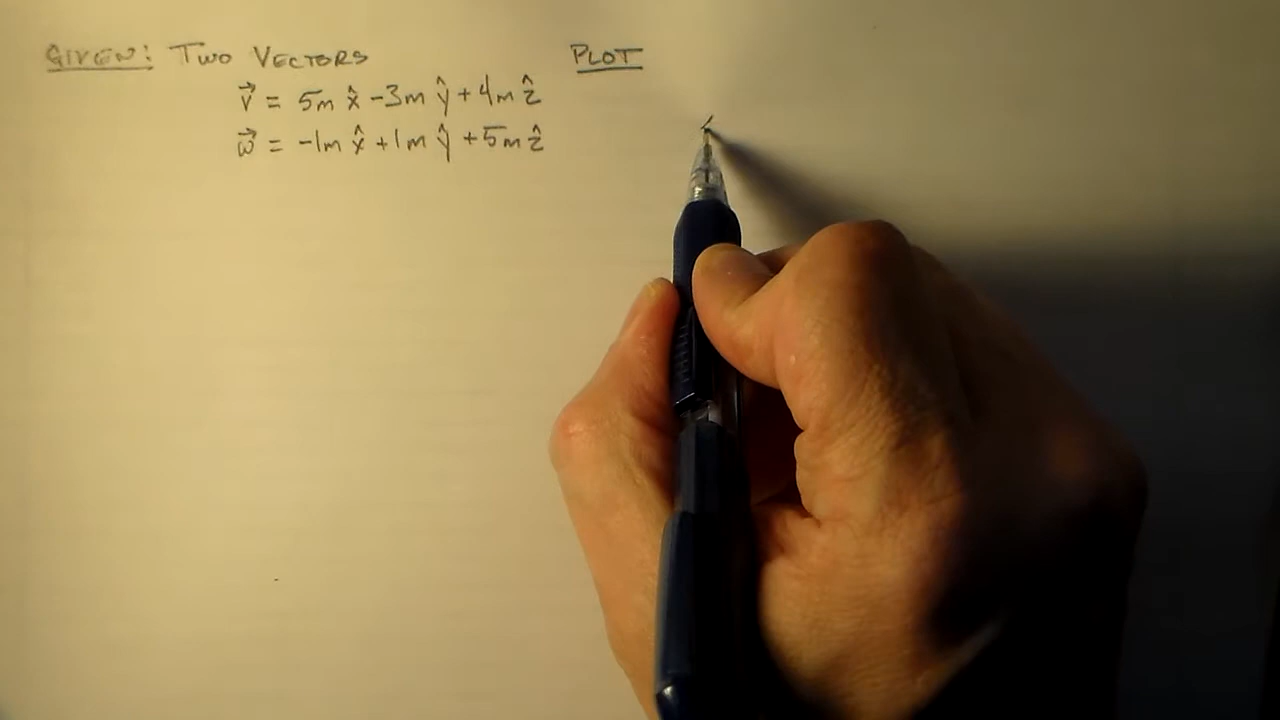 GIVEN: TWO VECTORS
v⃗ = 5m x̂ -3m ŷ +4m ẑ
w⃗ = -1m x̂ +1m ŷ +5m ẑ
PLOT